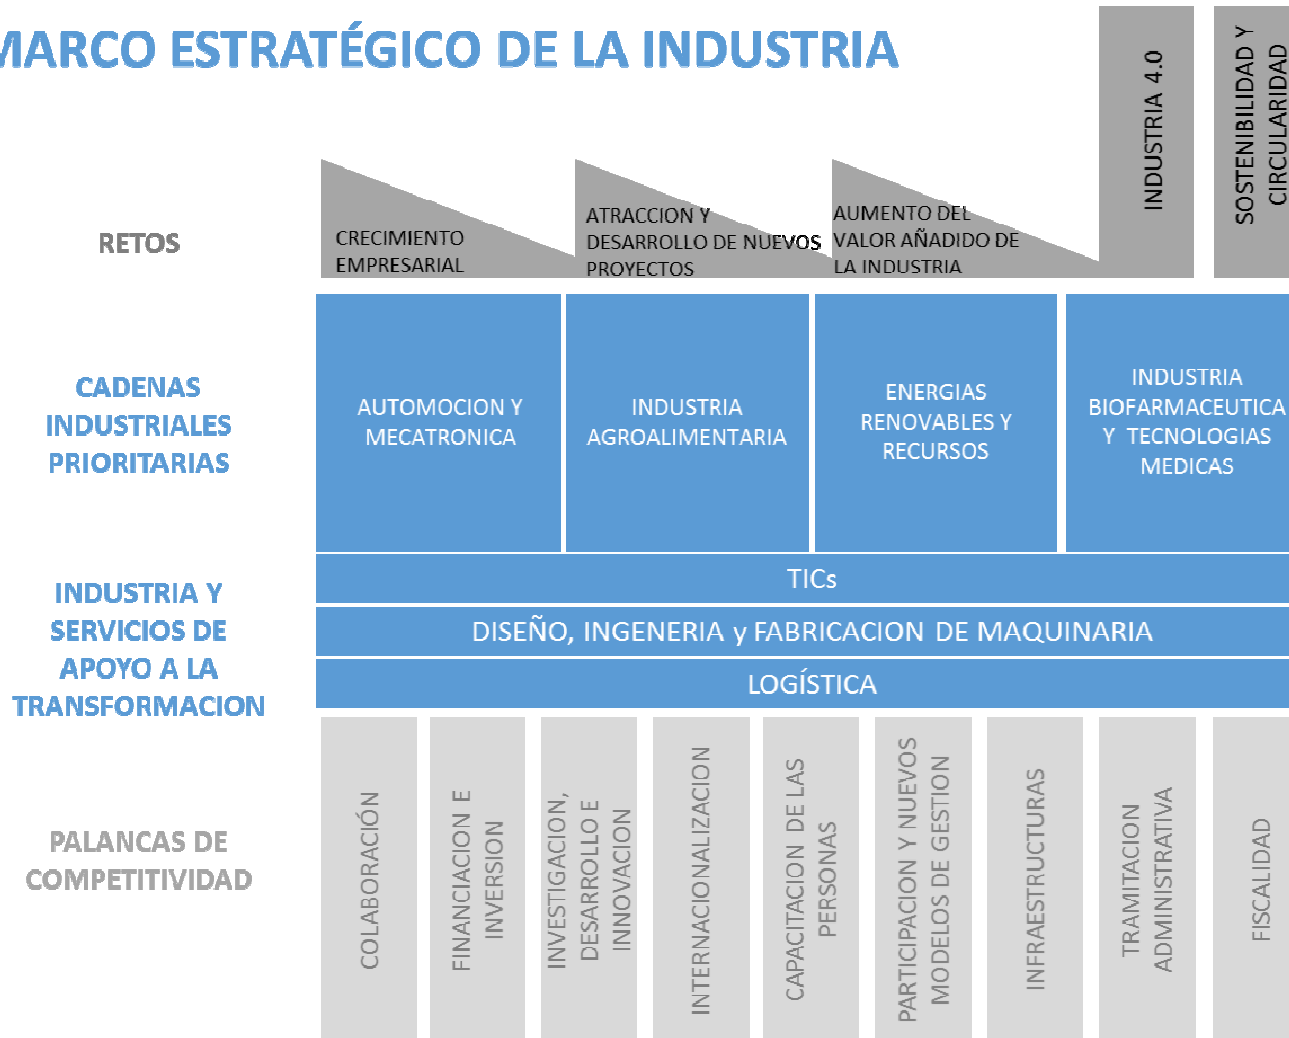 MARCO ESTRATÉGICO DE LA INDUSTRIA
INDUSTRIA 4.0
SOSTENIBILIDAD Y
CIRCULARIDAD
RETOS
CRECIMIENTO
EMPRESARIAL
ATRACCION Y
DESARROLLO DE NUEVOS
PROYECTOS
AUMENTO DEL
VALOR AÑADIDO DE
LA INDUSTRIA
CADENAS
INDUSTRIALES
PRIORITARIAS
AUTOMOCION Y
MECATRONICA
INDUSTRIA
AGROALIMENTARIA
ENERGIAS
RENOVABLES Y
RECURSOS
INDUSTRIA
BIOFARMACEUTICA
Y TECNOLOGIAS
MEDICAS
INDUSTRIA Y
SERVICIOS DE
APOYO A LA
TRANSFORMACION
TICs
DISEÑO, INGENERIA y FABRICACION DE MAQUINARIA
LOGÍSTICA
PALANCAS DE
COMPETITIVIDAD
COLABORACIÓN
FINANCIACION E
INVERSION
INVESTIGACION,
DESARROLLO E
INNOVACION
INTERNACIONALIZACION
CAPACITACION DE LAS
PERSONAS
PARTICIPACION Y NUEVOS
MODELOS DE GESTION
INFRAESTRUCTURAS
TRAMITACION
ADMINISTRATIVA
FISCALIDAD